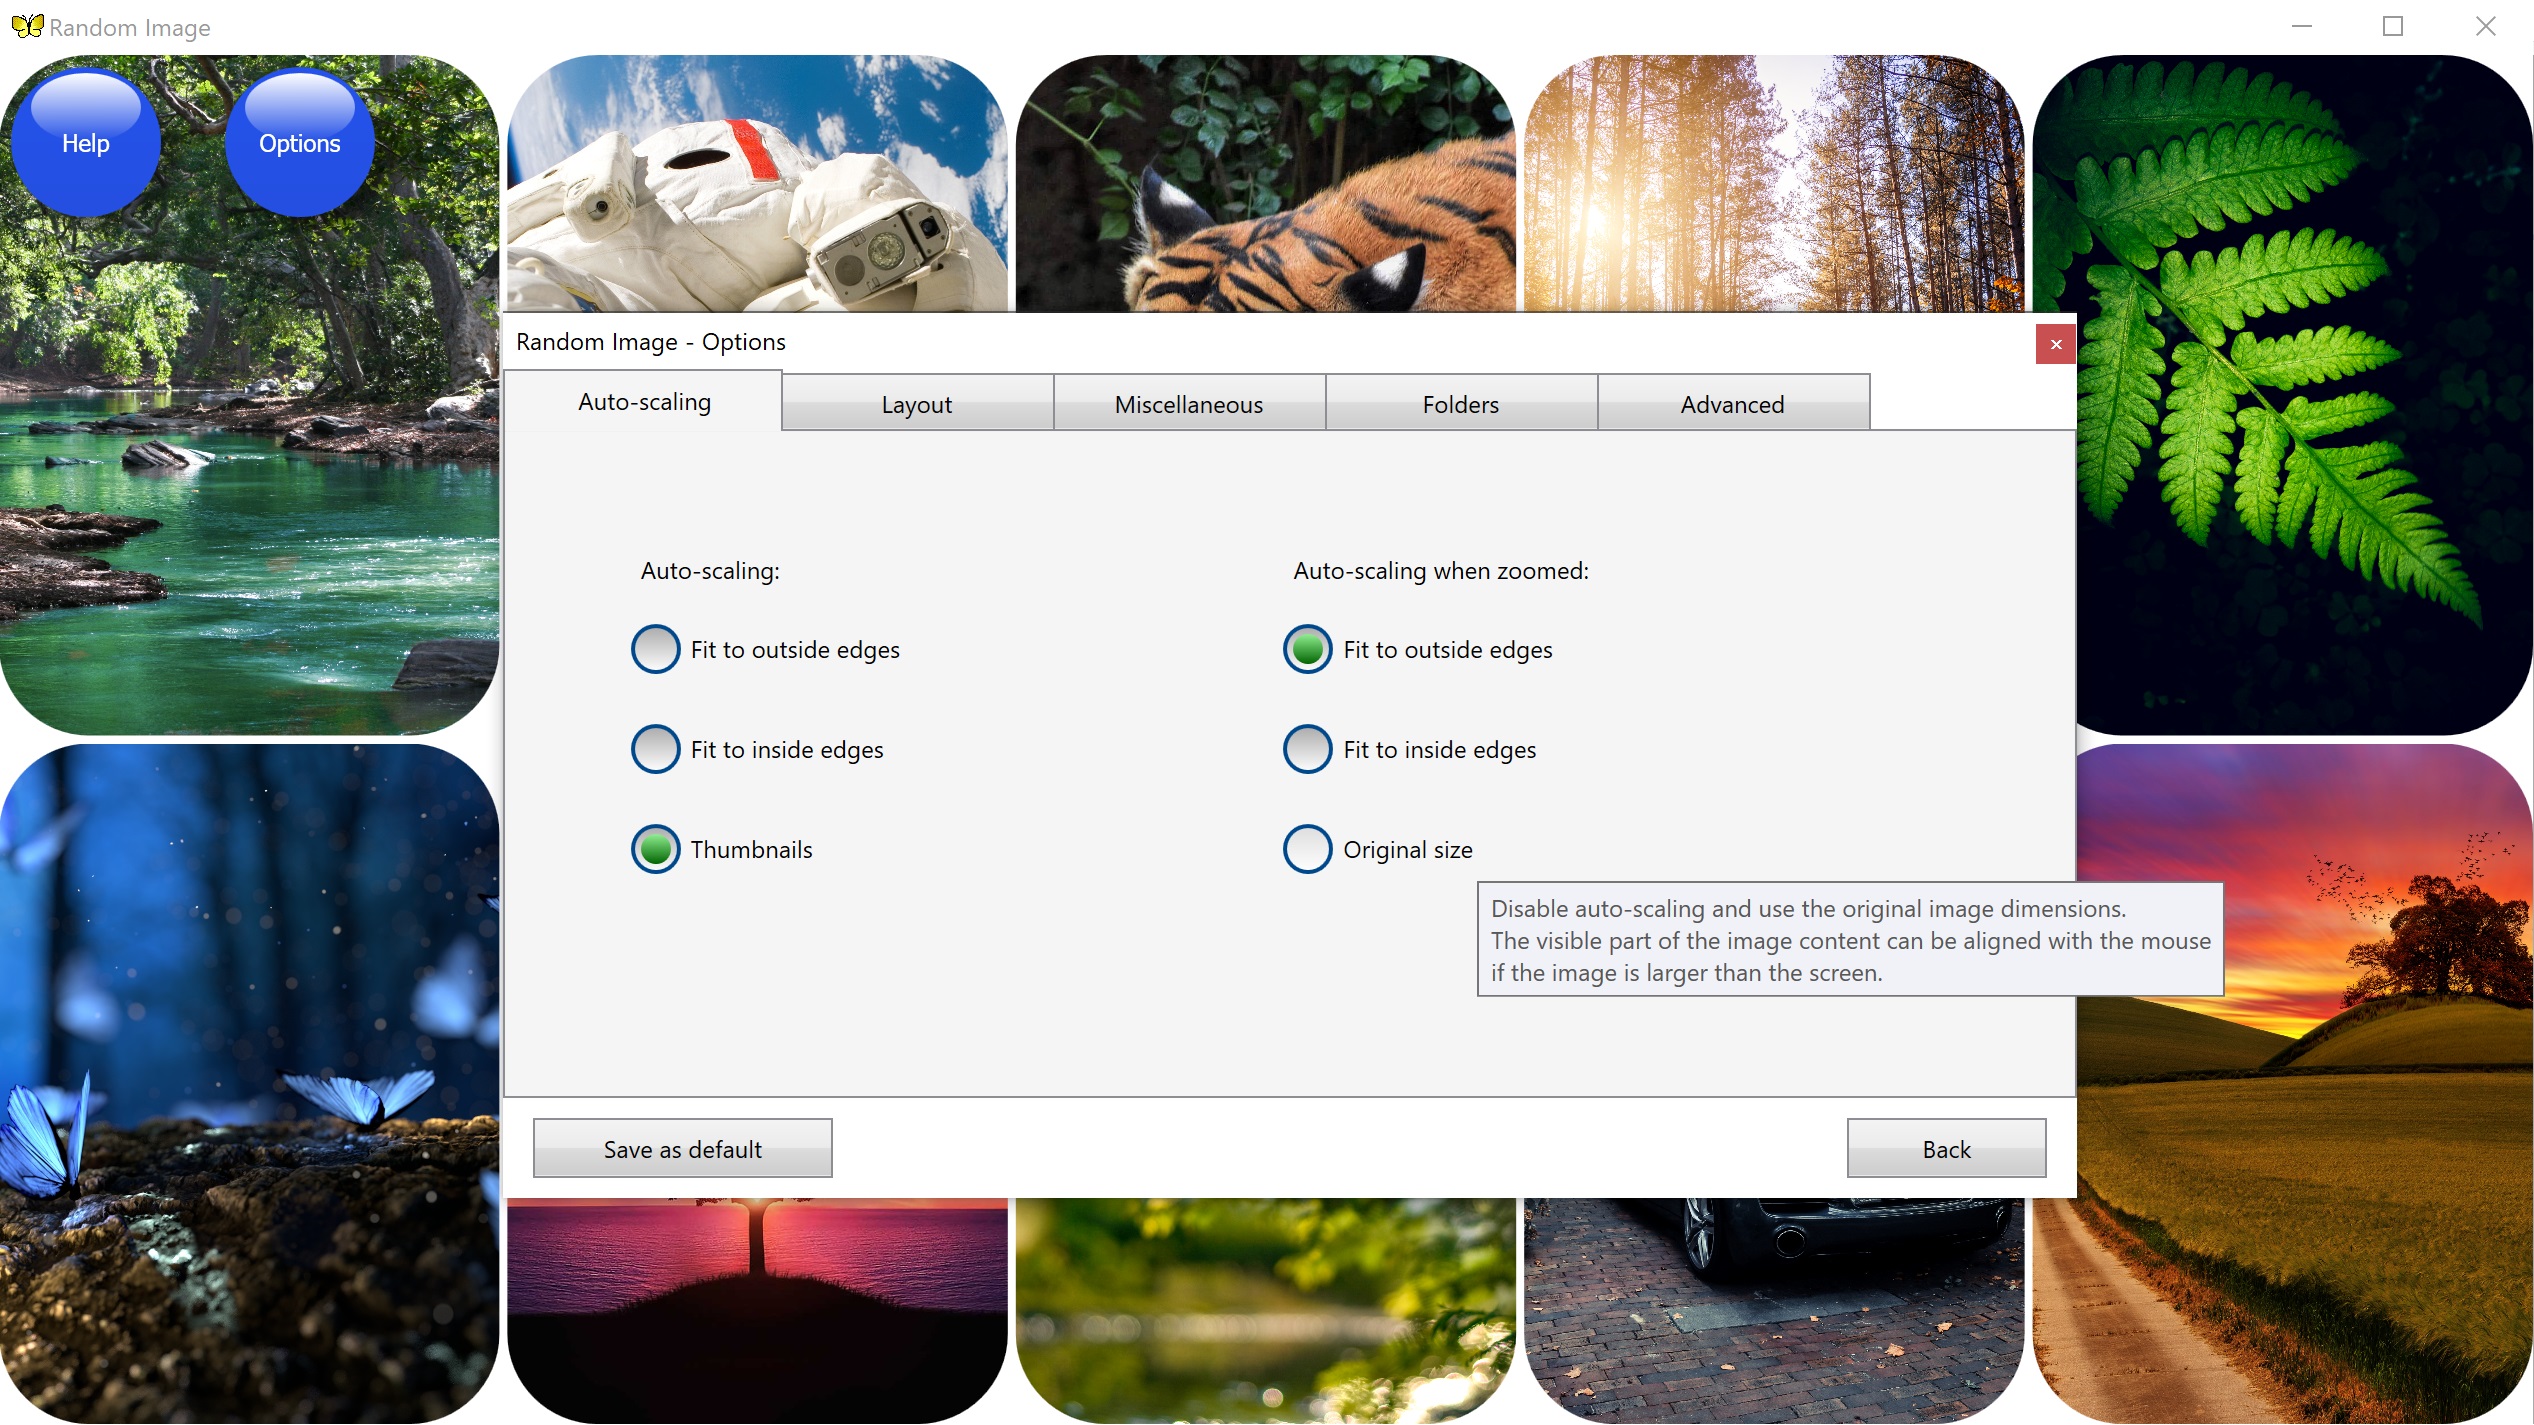 Random Image
Help
Options
Random Image - Options
Auto-scaling
Layout
Miscellaneous
Folders
Advanced
Auto-scaling:
Fit to outside edges
Fit to inside edges
Thumbnails
Auto-scaling when zoomed:
Fit to outside edges
Fit to inside edges
Original size
Disable auto-scaling and use the original image dimensions.
The visible part of the image content can be aligned with the mouse
if the image is larger than the screen.
Save as default
Back